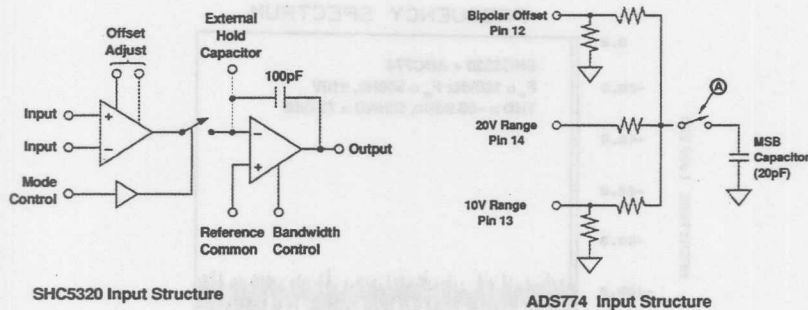 Offset
Adjust
External
Hold
Capacitor
100pF
Input
Input
Mode
Control
Output
Reference
Common
Bandwidth
Control
SHC5320 Input Structure
Bipolar Offset
Pin 12
A
20V Range
Pin 14
MSB
Capacitor
(20pF)
10V Range
Pin 13
ADS774 Input Structure